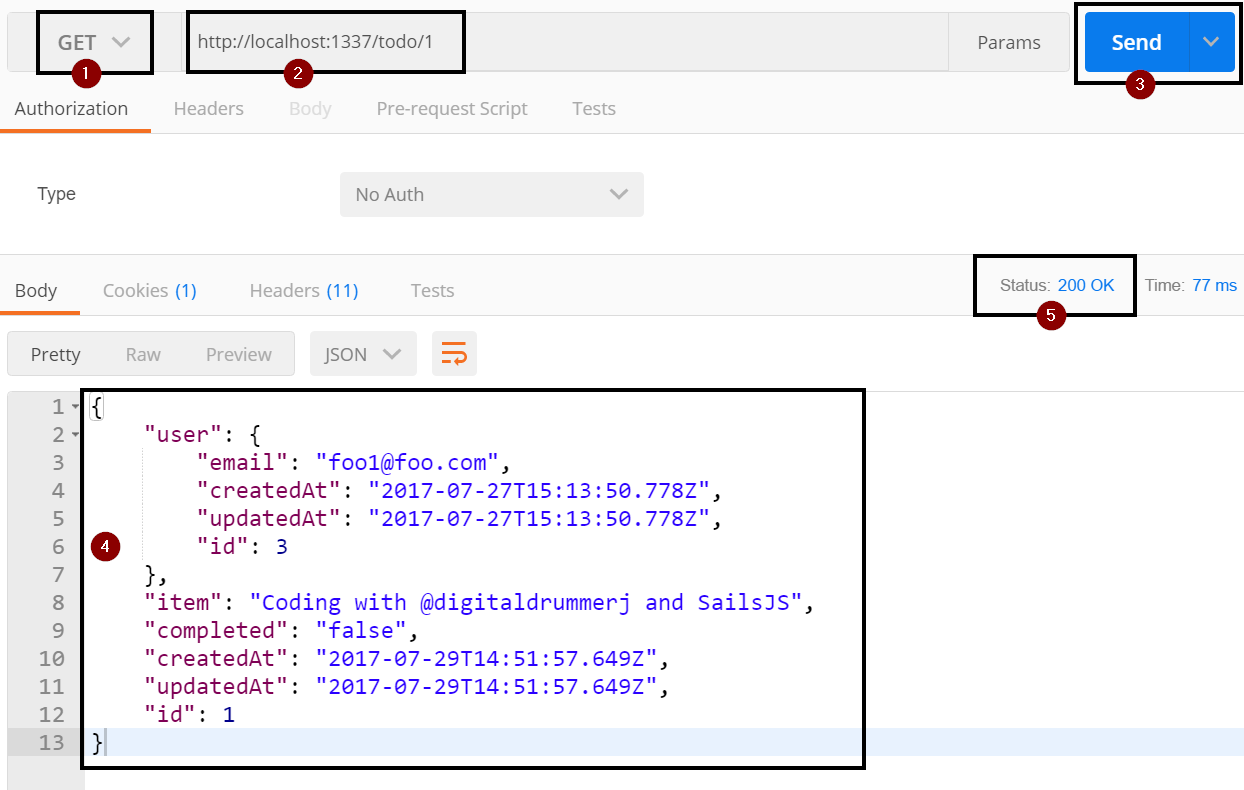 GET http://localhost:1337/todo/1 Params Send
1 2 3
Authorization Headers Body Pre-request Script Tests
Type No Auth
Body Cookies (1) Headers (11) Tests Status: 200 OK Time: 77 ms
5
Pretty Raw Preview JSON
1 {
2 "user": {
3 "email": "foo1@foo.com",
4 "createdAt": "2017-07-27T15:13:50.778Z",
5 "updatedAt": "2017-07-27T15:13:50.778Z",
6 4 "id": 3
7 },
8 "item": "Coding with @digitaldrummerj and SailsJS",
9 "completed": "false",
10 "createdAt": "2017-07-29T14:51:57.649Z",
11 "updatedAt": "2017-07-29T14:51:57.649Z",
12 "id": 1
13 }